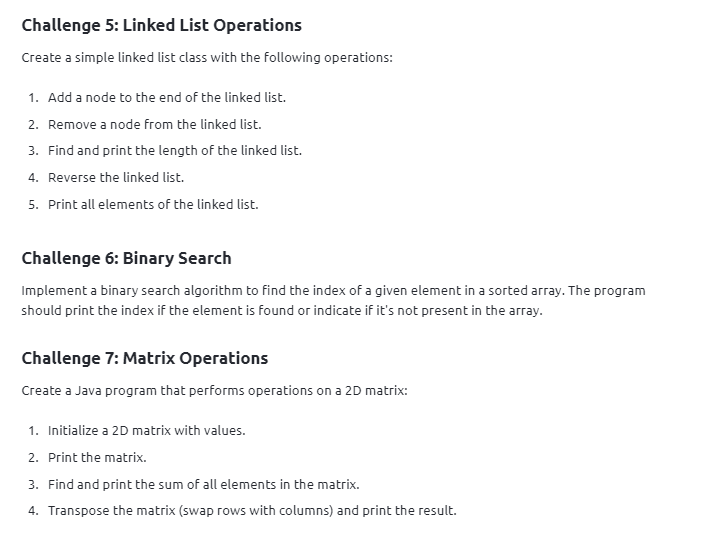 Challenge 5: Linked List Operations
Create a simple linked list class with the following operations:
1. Add a node to the end of the linked list.
2. Remove a node from the linked list.
3. Find and print the length of the linked list.
4. Reverse the linked list.
5. Print all elements of the linked list.
Challenge 6: Binary Search
Implement a binary search algorithm to find the index of a given element in a sorted array. The program
should print the index if the element is found or indicate if it's not present in the array.
Challenge 7: Matrix Operations
Create a Java program that performs operations on a 2D matrix:
1. Initialize a 2D matrix with values.
2. Print the matrix.
3. Find and print the sum of all elements in the matrix.
4. Transpose the matrix (swap rows with columns) and print the result.